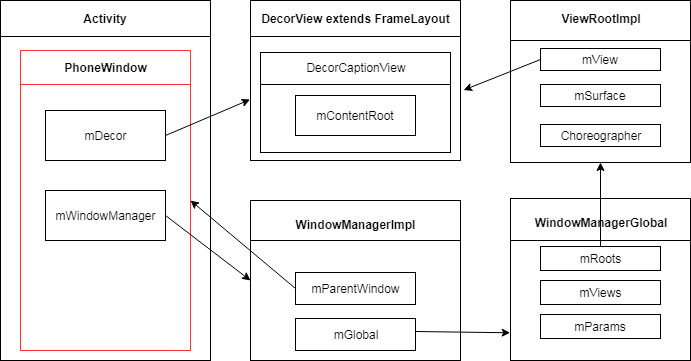 Activity
PhoneWindow
mDecor
mWindowManager
DecorView extends FrameLayout
DecorCaptionView
mContentRoot
ViewRootImpl
mView
mSurface
Choreographer
WindowManagerImpl
mParentWindow
mGlobal
WindowManagerGlobal
mRoots
mViews
mParams